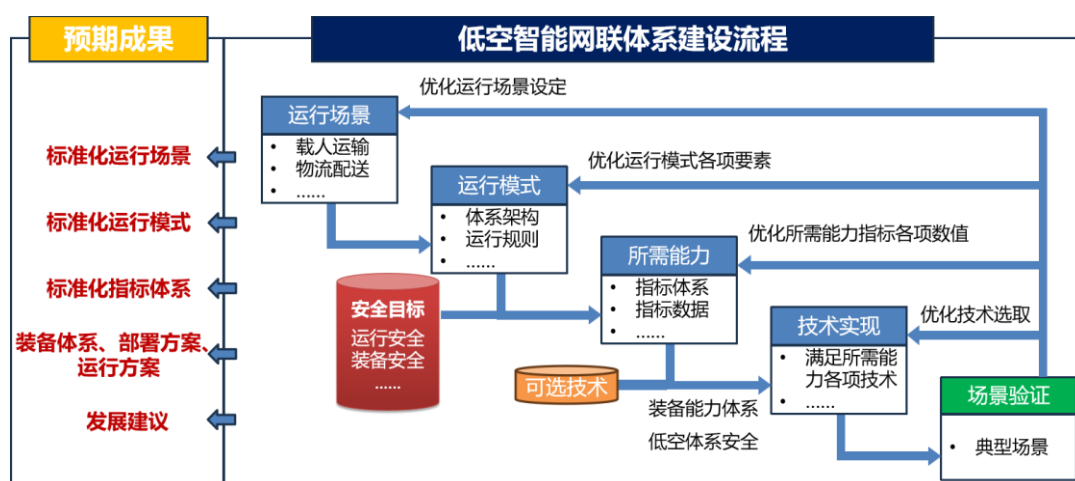 预期成果
标准化运行场景
标准化运行模式
标准化指标体系
装备体系、部署方案、
运行方案
发展建议
低空智能网联体系建设流程
优化运行场景设定
运行场景
• 载人运输
• 物流配送
• ……
优化运行模式各项要素
运行模式
• 体系架构
• 运行规则
• ……
优化所需能力指标各项数值
所需能力
• 指标体系
• 指标数据
• ……
安全目标
运行安全
装备安全
……
优化技术选取
技术实现
• 满足所需能
力各项技术
• ……
可选技术
装备能力体系
低空体系安全
场景验证
• 典型场景